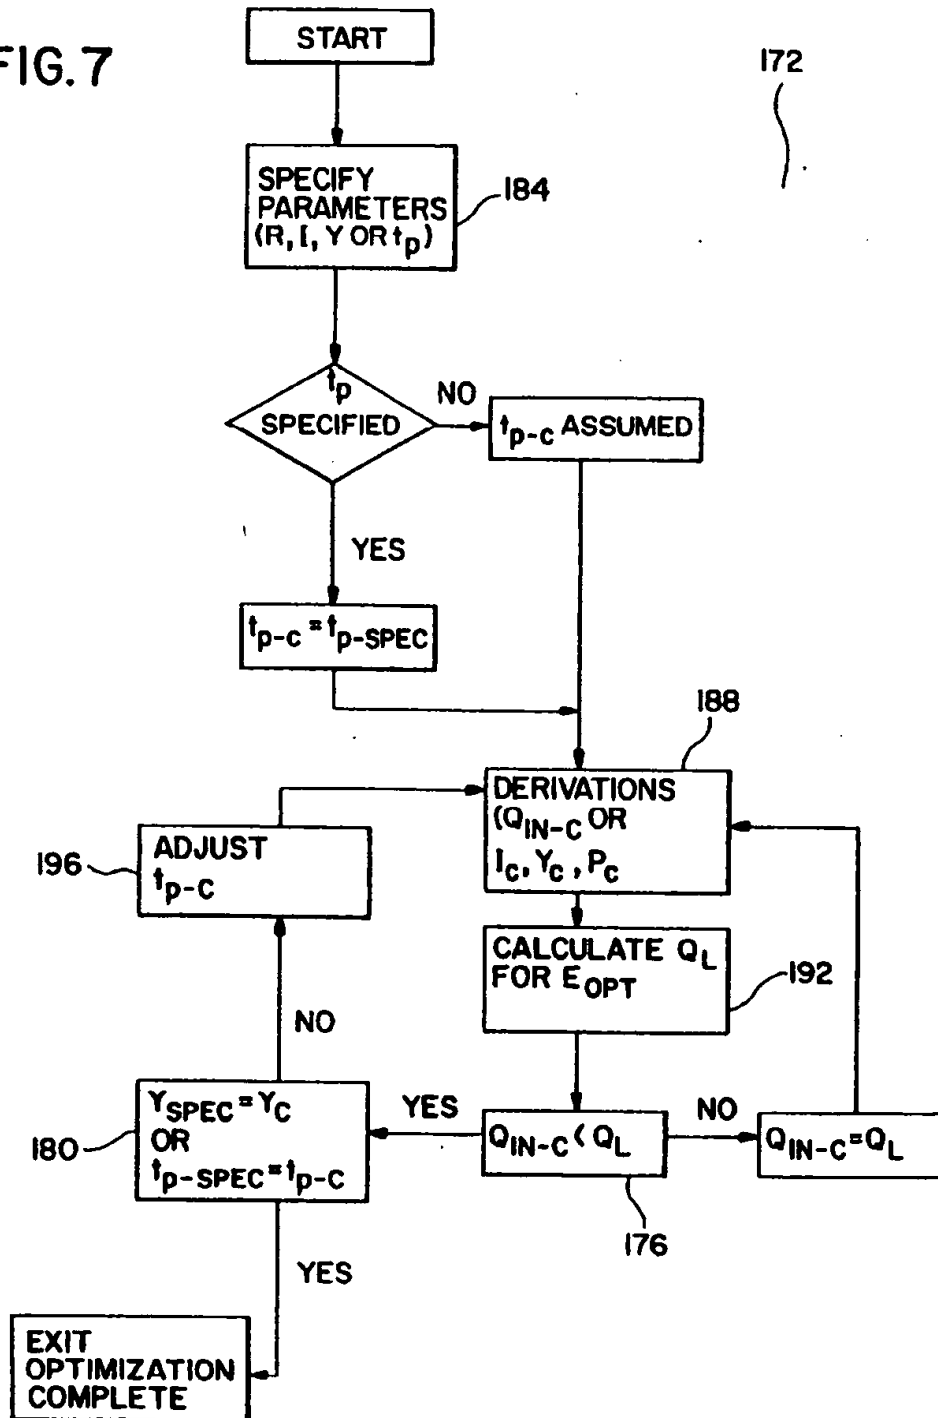 FIG. 7
START
172
SPECIFY
PARAMETERS
(R, I, Y OR tp)
184
tp
SPECIFIED
NO
tp-c ASSUMED
YES
tp-c = tp-SPEC
188
DERIVATIONS
(QIN-C OR
Ic, Yc, Pc
ADJUST
tp-C
196
CALCULATE QL
FOR EOPT
192
NO
YSPEC = YC
OR
tp-SPEC = tp-C
180
YES
QIN-C < QL
NO
QIN-C = QL
176
YES
EXIT
OPTIMIZATION
COMPLETE